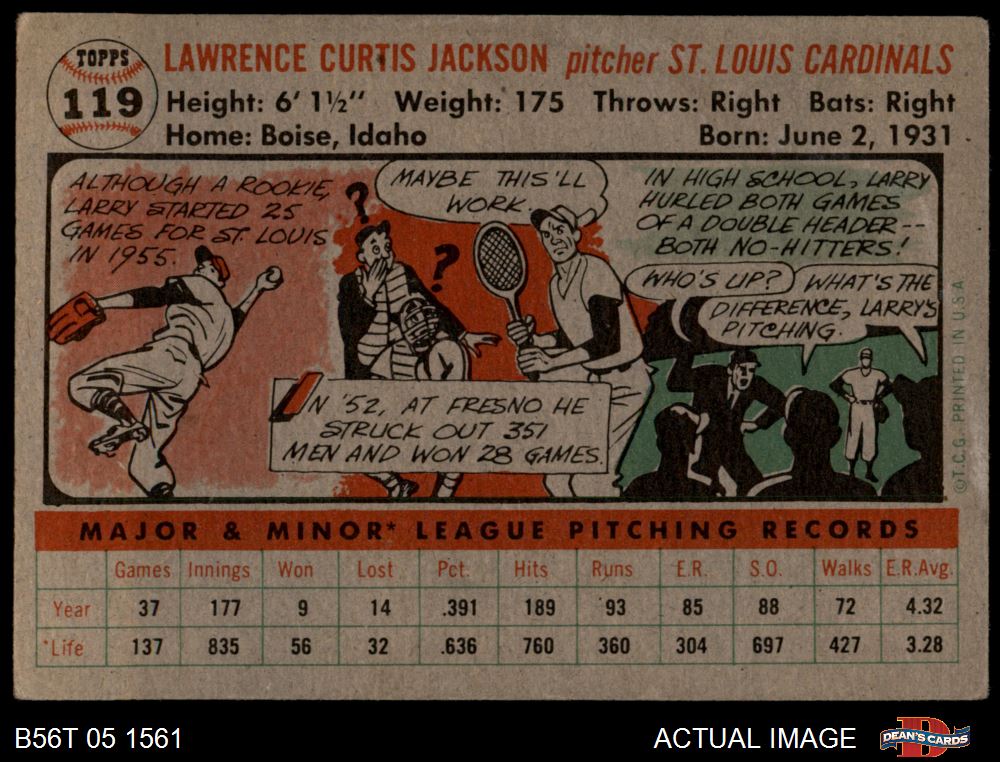 TOPPS
119
LAWRENCE CURTIS JACKSON pitcher ST. LOUIS CARDINALS
Height: 6' 1½" Weight: 175 Throws: Right Bats: Right
Home: Boise, Idaho Born: June 2, 1931
ALTHOUGH A ROOKIE,
LARRY STARTED 25
GAMES FOR ST. LOUIS
IN 1955.
?
?
MAYBE THIS'LL
WORK.
IN '52, AT FRESNO HE
STRUCK OUT 351
MEN AND WON 28 GAMES.
IN HIGH SCHOOL, LARRY
HURLED BOTH GAMES
OF A DOUBLE HEADER--
BOTH NO-HITTERS!
WHO'S UP?
WHAT'S THE
DIFFERENCE, LARRY'S
PITCHING.
©T.C.G. PRINTED IN U.S.A
MAJOR & MINOR* LEAGUE PITCHING RECORDS
Games Innings Won Lost Pct. Hits Runs E.R. S.O. Walks E.R.Avg.
Year 37 177 9 14 .391 189 93 85 88 72 4.32
*Life 137 835 56 32 .636 760 360 304 697 427 3.28
B56T 05 1561
ACTUAL IMAGE
D
DEAN'S CARDS